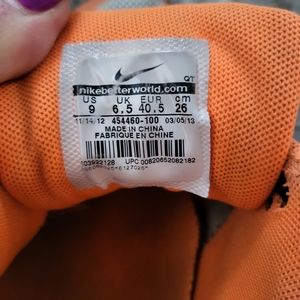 QT
nikebetterworld.com
US UK EUR cm
9 6.5 40.5 26
11/14/12 454460-100 03/05/13
MADE IN CHINA
FABRIQUE EN CHINE
UPC 00820652082182